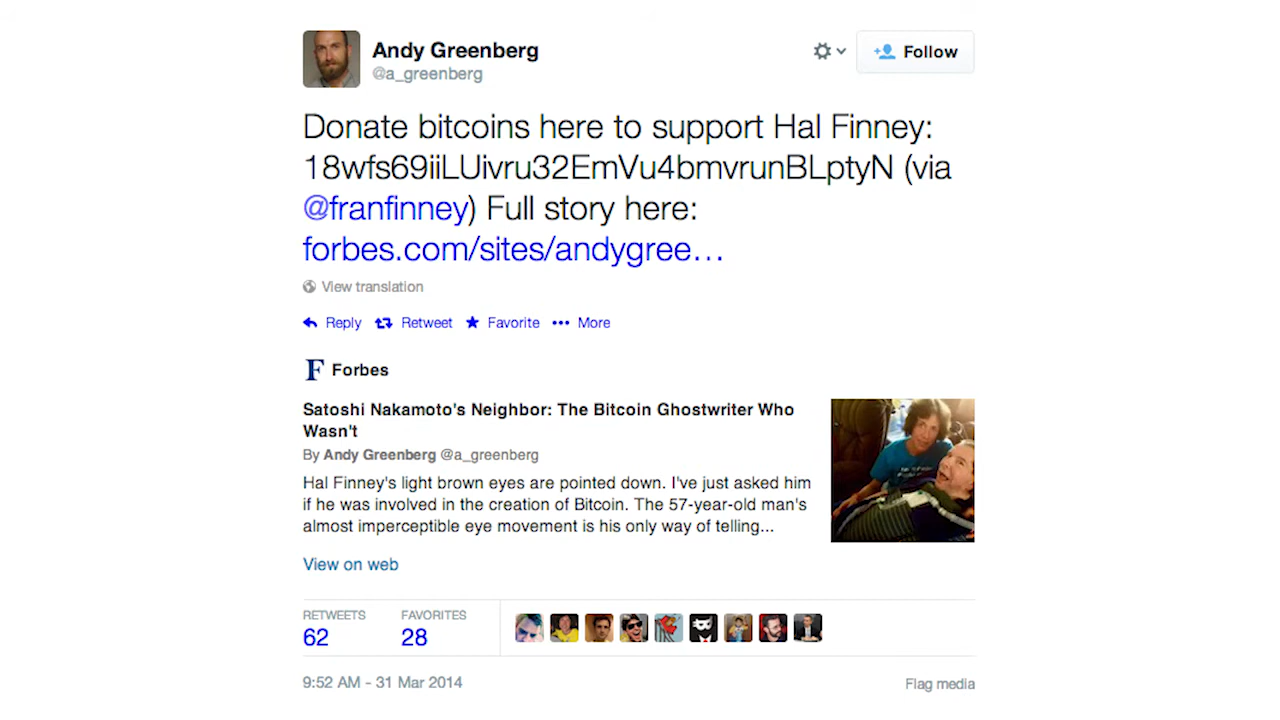 Andy Greenberg
@a_greenberg
Follow
Donate bitcoins here to support Hal Finney:
18wfs69iiLUivru32EmVu4bmvrunBLptyN (via
@franfinney) Full story here:
forbes.com/sites/andygree…
View translation
Reply Retweet Favorite ••• More
F Forbes
Satoshi Nakamoto's Neighbor: The Bitcoin Ghostwriter Who
Wasn't
By Andy Greenberg @a_greenberg
Hal Finney's light brown eyes are pointed down. I've just asked him
if he was involved in the creation of Bitcoin. The 57-year-old man's
almost imperceptible eye movement is his only way of telling...
View on web
RETWEETS FAVORITES
62 28
9:52 AM - 31 Mar 2014
Flag media